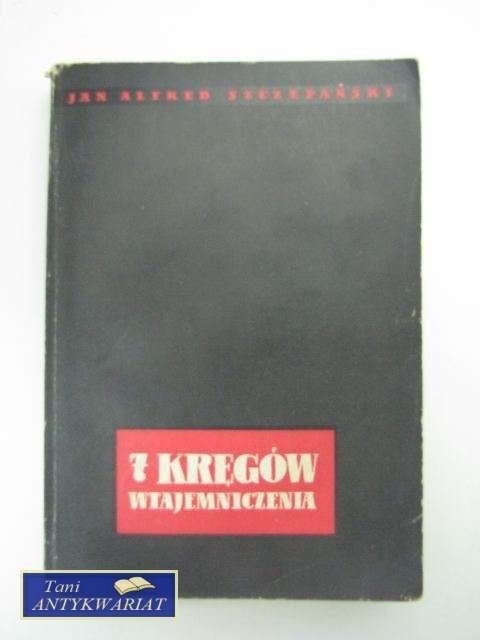 JAN ALFRED SZCZEPAŃSKI
7 KRĘGÓW
WTAJEMNICZENIA
Tani
ANTYKWARIAT